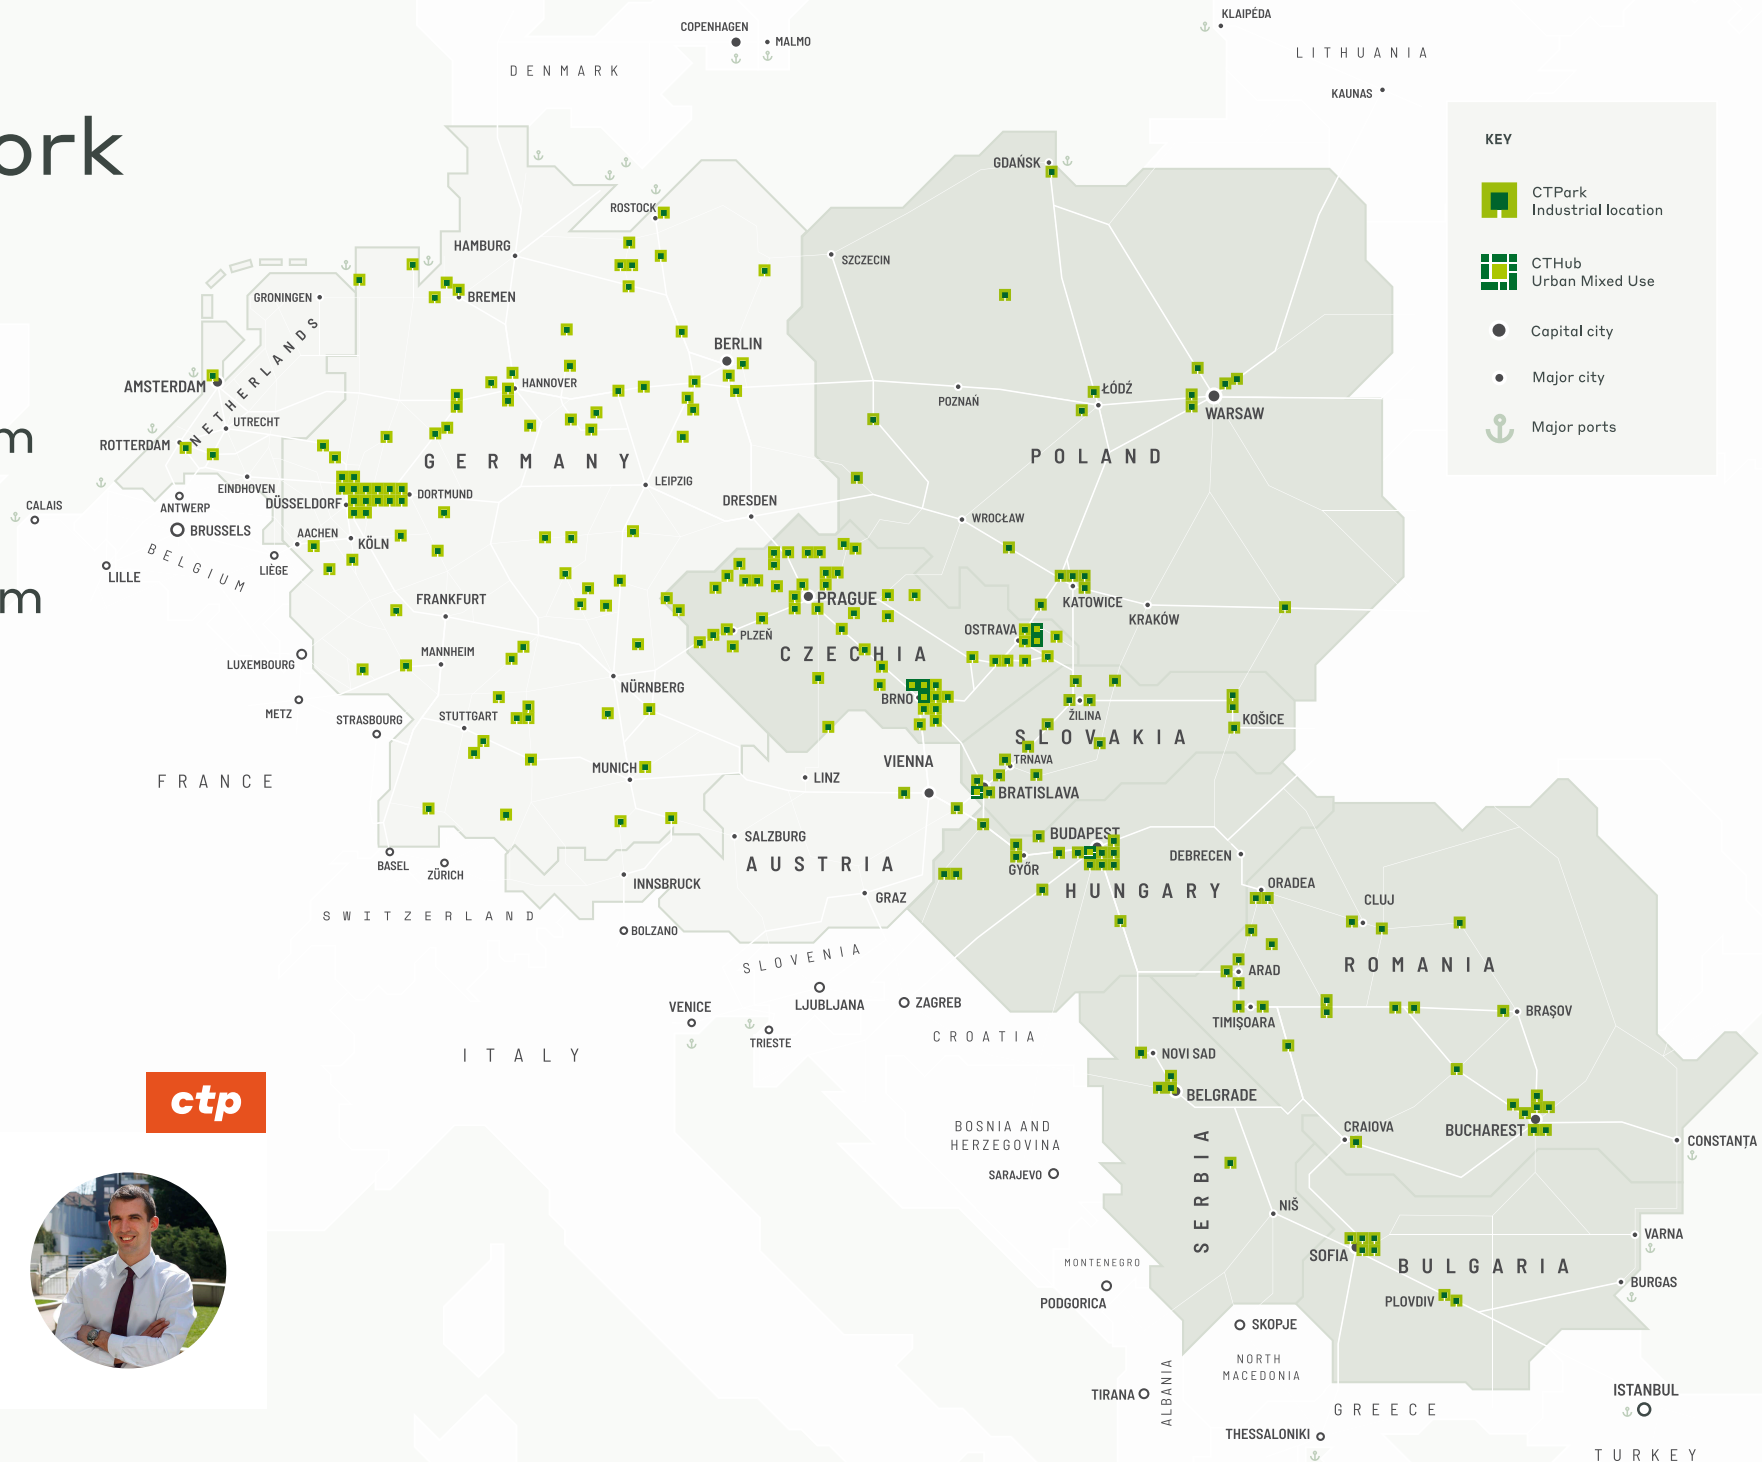 ork
m
m
COPENHAGEN
MALMO
DENMARK
KLAIPÉDA
LITHUANIA
KAUNAS
KEY
CTPark
Industrial location
CTHub
Urban Mixed Use
Capital city
Major city
Major ports
GDAŃSK
ROSTOCK
HAMBURG
SZCZECIN
GRONINGEN
BREMEN
NETHERLANDS
BERLIN
AMSTERDAM
HANNOVER
POZNAŃ
ŁÓDŹ
WARSAW
UTRECHT
ROTTERDAM
GERMANY
POLAND
EINDHOVEN
LEIPZIG
DORTMUND
DÜSSELDORF
DRESDEN
CALAIS
ANTWERP
BRUSSELS
WROCŁAW
AACHEN
KÖLN
BELGIUM
LIÈGE
LILLE
FRANKFURT
PRAGUE
KATOWICE
KRAKÓW
OSTRAVA
PLZEŇ
CZECHIA
MANNHEIM
LUXEMBOURG
NÜRNBERG
BRNO
METZ
STRASBOURG
STUTTGART
ŽILINA
KOŠICE
SLOVAKIA
TRNAVA
VIENNA
MUNICH
LINZ
FRANCE
BRATISLAVA
SALZBURG
BUDAPEST
DEBRECEN
AUSTRIA
BASEL
ZÜRICH
GYŐR
INNSBRUCK
HUNGARY
ORADEA
GRAZ
CLUJ
SWITZERLAND
BOLZANO
SLOVENIA
ROMANIA
ARAD
LJUBLJANA
ZAGREB
VENICE
TIMIȘOARA
BRAȘOV
TRIESTE
CROATIA
ITALY
NOVI SAD
BELGRADE
ctp
BOSNIA AND
HERZEGOVINA
CRAIOVA
BUCHAREST
CONSTANȚA
SARAJEVO
SERBIA
NIŠ
VARNA
SOFIA
BULGARIA
MONTENEGRO
BURGAS
PODGORICA
PLOVDIV
SKOPJE
NORTH
MACEDONIA
TIRANA
ALBANIA
ISTANBUL
GREECE
THESSALONIKI
TURKEY